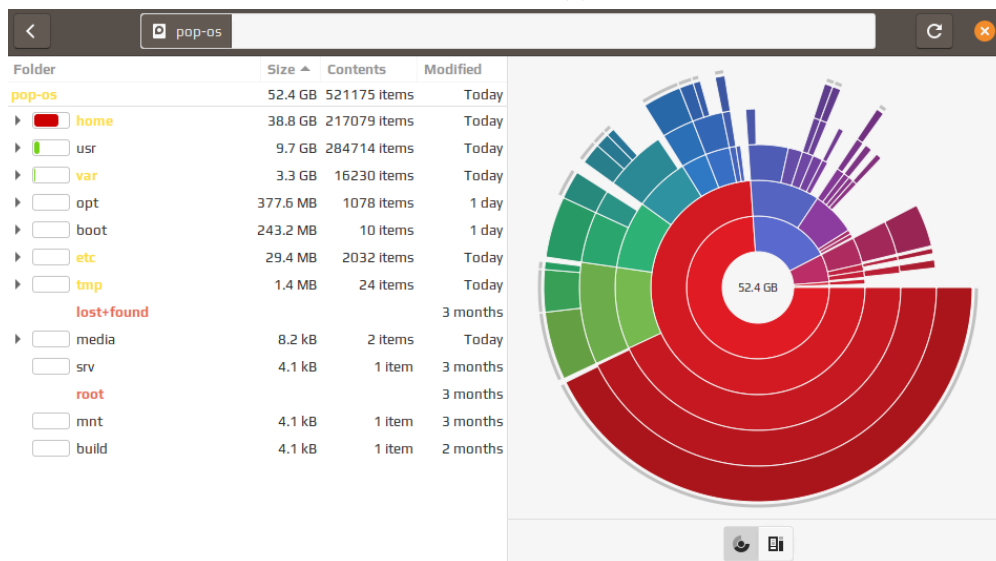 pop-os
Folder Size Contents Modified
pop-os 52.4 GB 521175 items Today
home 38.8 GB 217079 items Today
usr 9.7 GB 284714 items Today
var 3.3 GB 16230 items Today
opt 377.6 MB 1078 items 1 day
boot 243.2 MB 10 items 1 day
etc 29.4 MB 2032 items Today
tmp 1.4 MB 24 items Today
lost+found 3 months
media 8.2 kB 2 items Today
srv 4.1 kB 1 item 3 months
root 3 months
mnt 4.1 kB 1 item 3 months
build 4.1 kB 1 item 2 months
52.4 GB